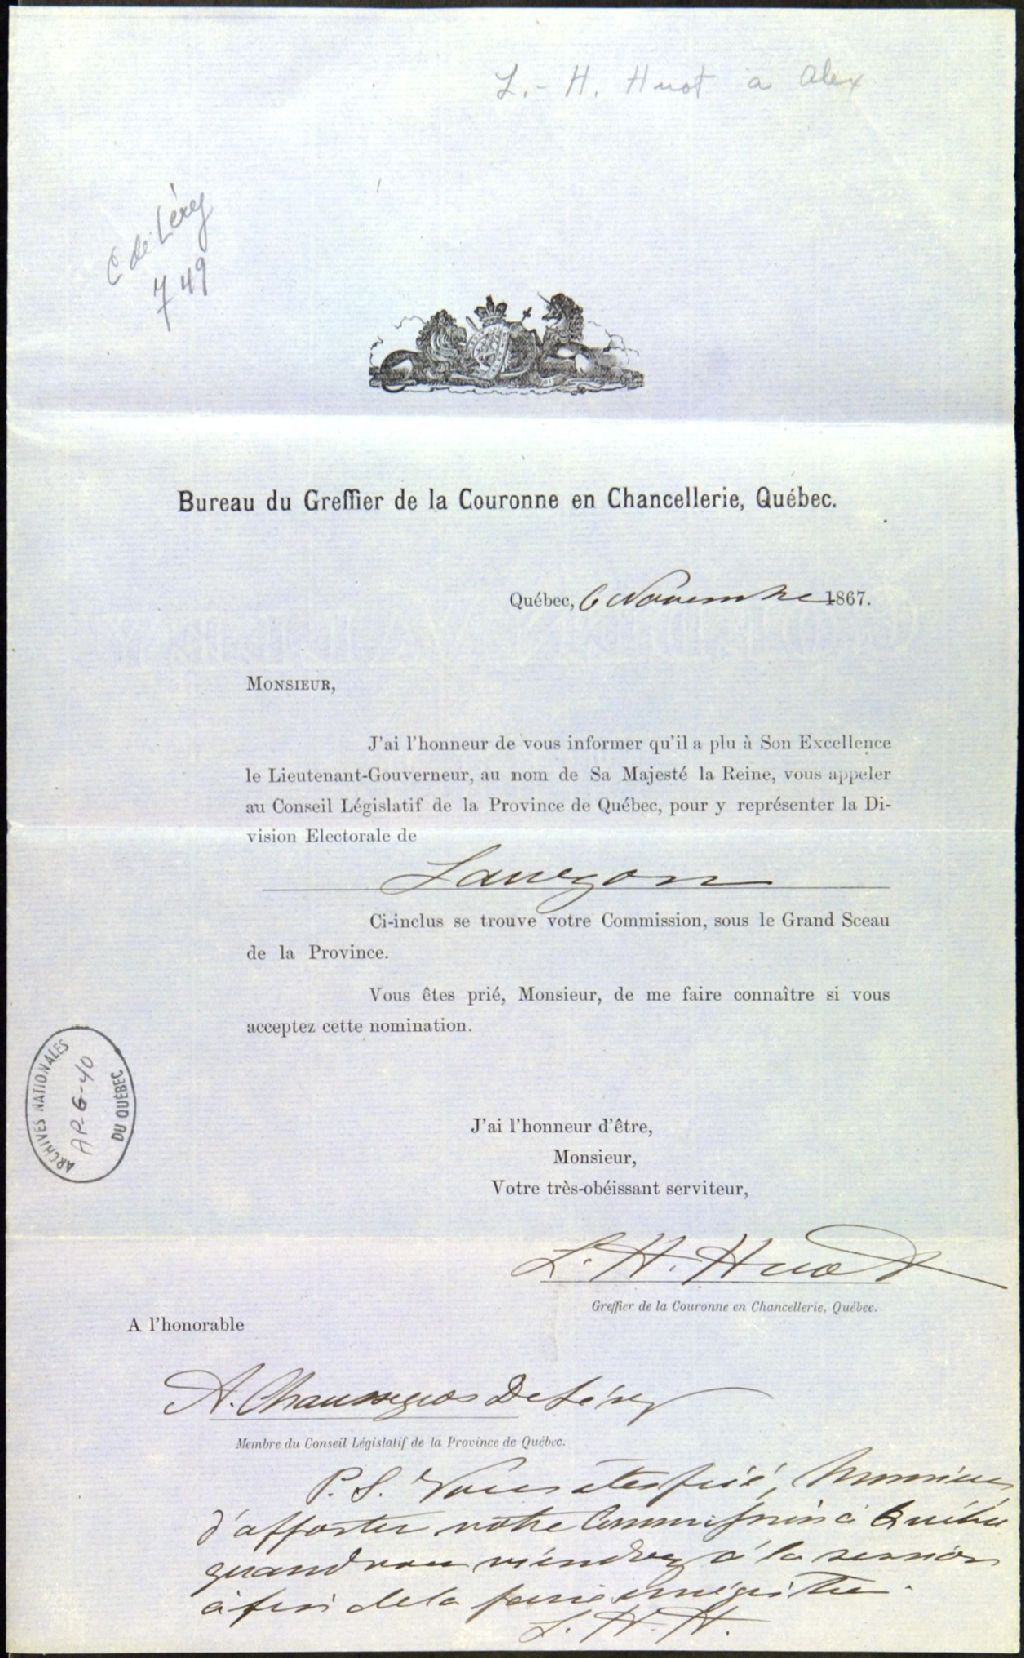 L.-H. Huot à Alex
C de Léry
749
Bureau du Greffier de la Couronne en Chancellerie, Québec.
Québec, 6 Novembre 1867.
MONSIEUR,
J'ai l'honneur de vous informer qu'il a plu à Son Excellence
le Lieutenant-Gouverneur, au nom de Sa Majesté la Reine, vous appeler
au Conseil Législatif de la Province de Québec, pour y représenter la Di-
vision Electorale de
Lauzon
Ci-inclus se trouve votre Commission, sous le Grand Sceau
de la Province.
Vous êtes prié, Monsieur, de me faire connaître si vous
acceptez cette nomination.
ARCHIVES NATIONALES
AP-G-40
DU QUÉBEC
J'ai l'honneur d'être,
Monsieur,
Votre très-obéissant serviteur,
L. H. Huot
Greffier de la Couronne en Chancellerie, Québec.
A l'honorable
A. Chaussegros DeLéry
Membre du Conseil Législatif de la Province de Québec.
P. S. Vous êtes prié, Monsieur
d'apporter votre Commission à Québec
quand vous viendrez à la session
afin de la faire enrégistrer.
L. H. H.